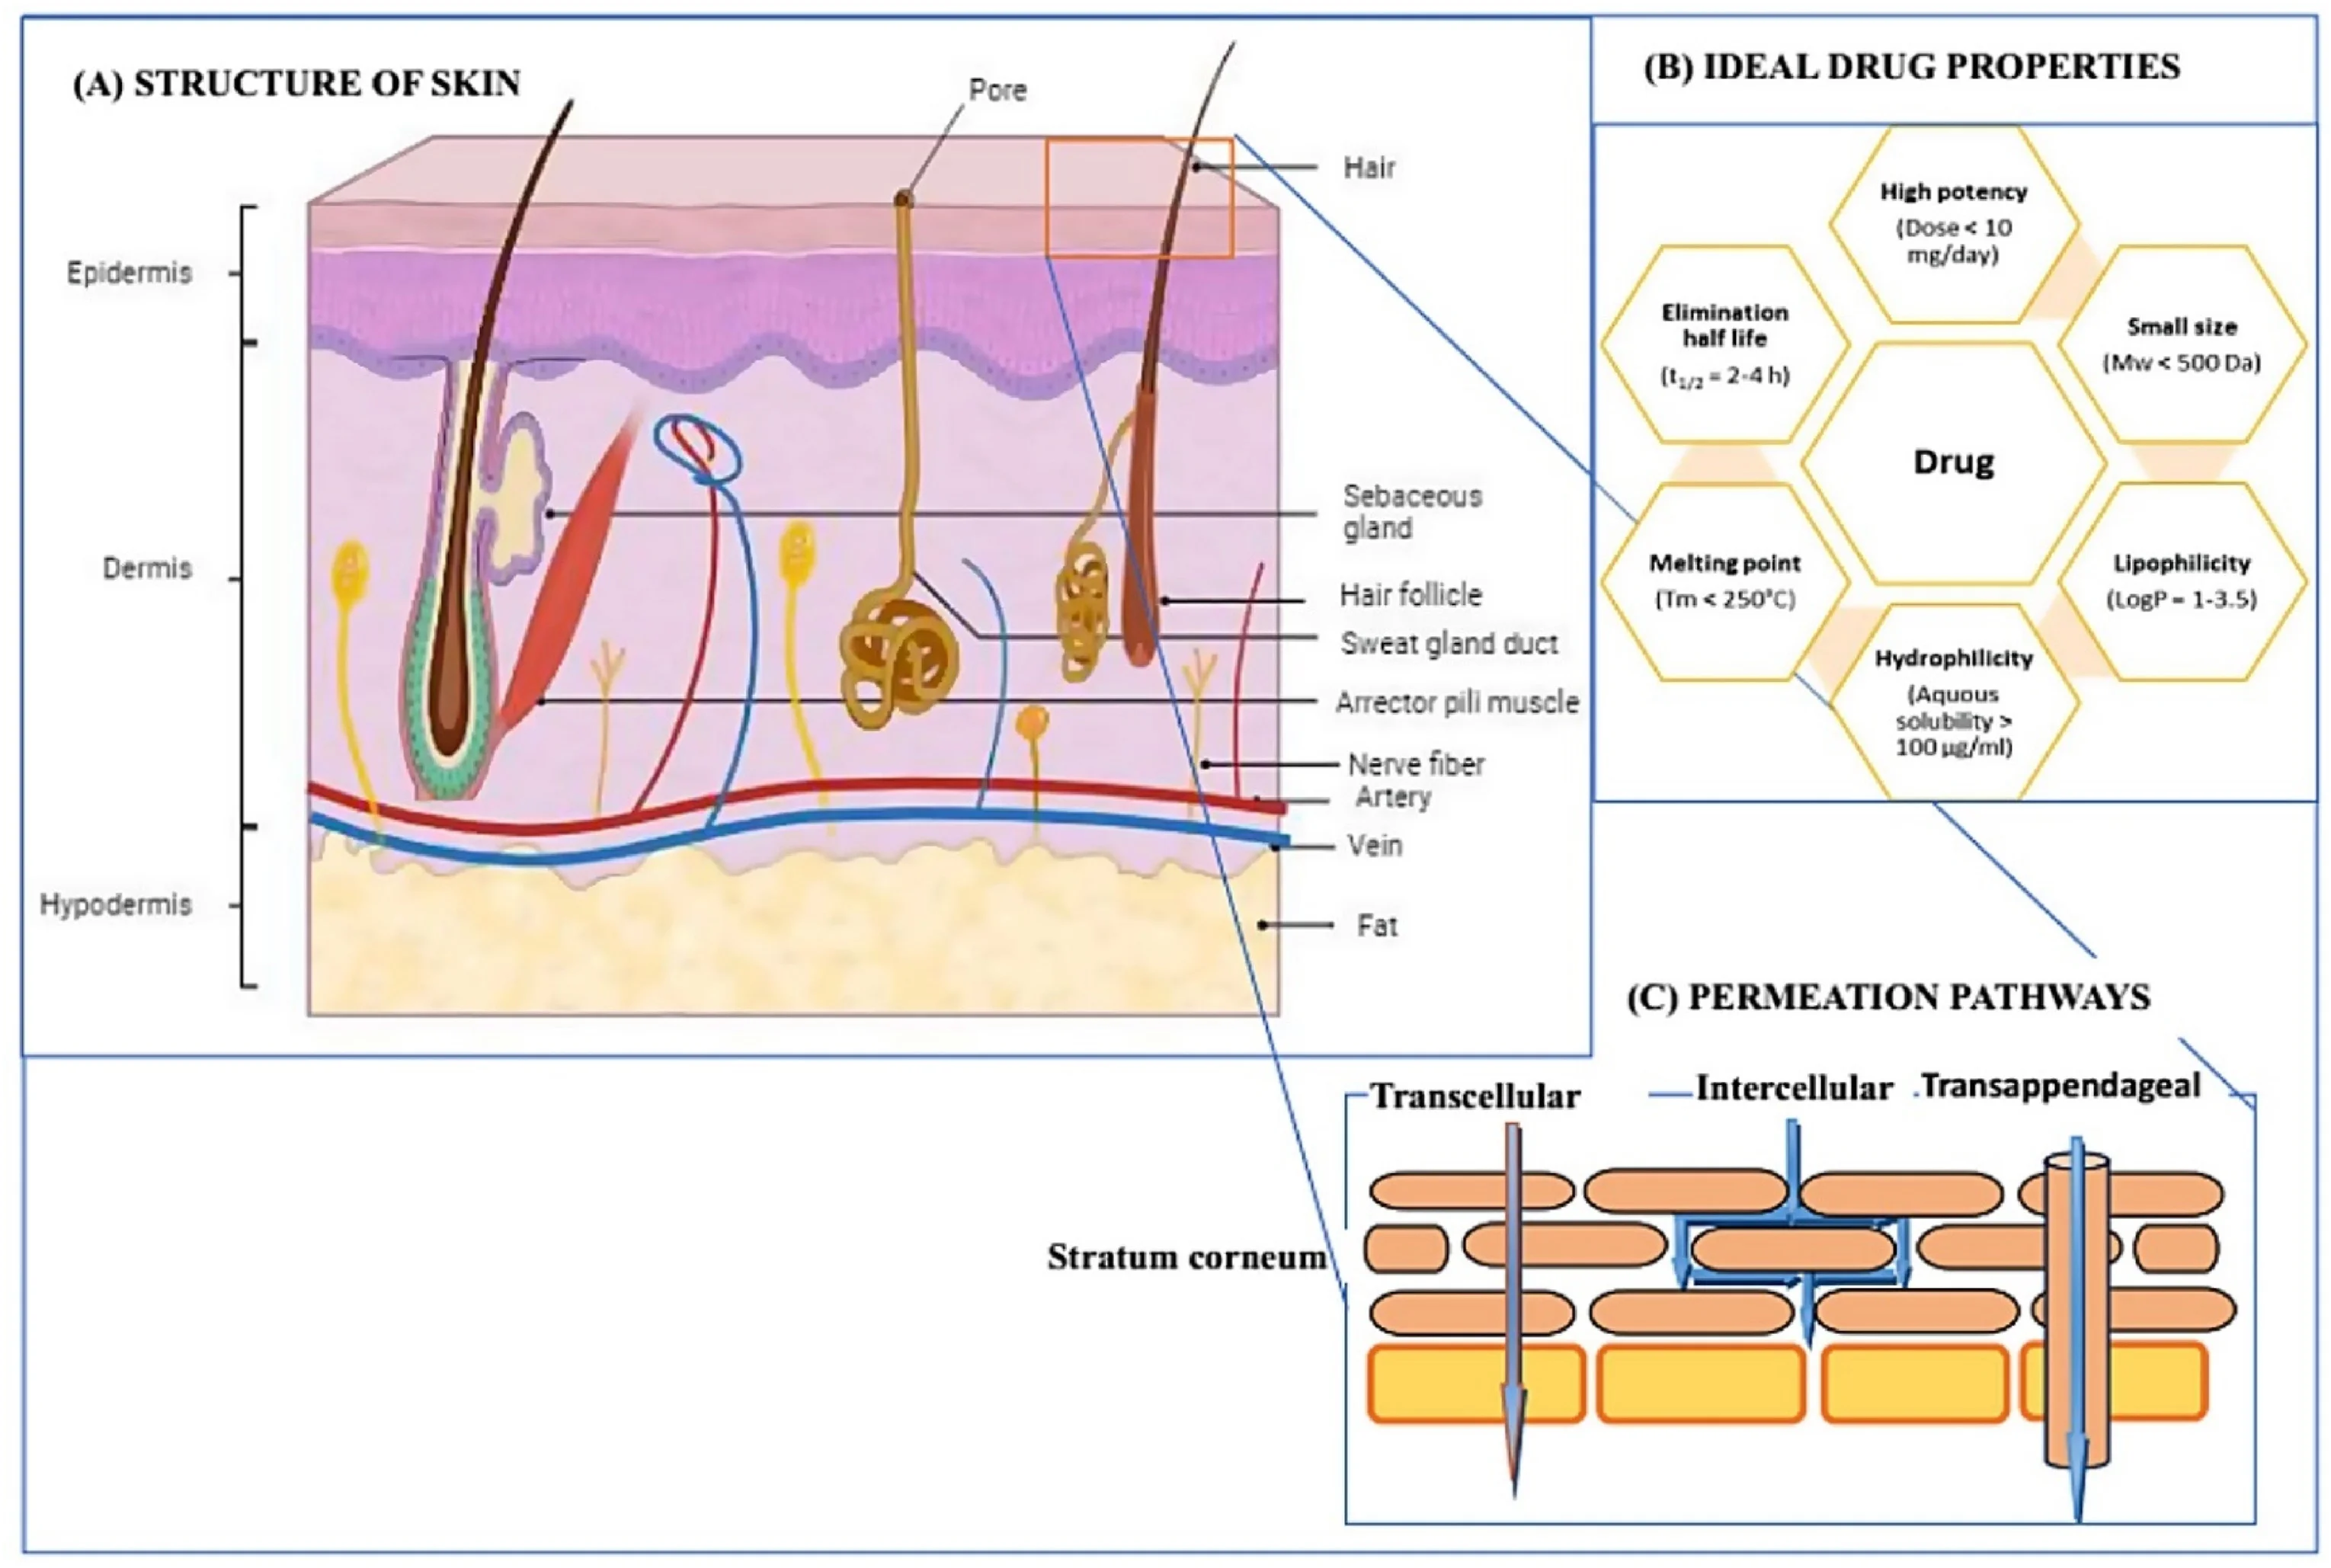 (A) STRUCTURE OF SKIN
Pore
Hair
Epidermis
Dermis
Hypodermis
Sebaceous
gland
Hair follicle
Sweat gland duct
Arrector pili muscle
Nerve fiber
Artery
Vein
Fat
(B) IDEAL DRUG PROPERTIES
High potency
(Dose < 10
mg/day)
Elimination
half life
(t1/2 = 2-4 h)
Small size
(Mw < 500 Da)
Drug
Melting point
(Tm < 250°C)
Lipophilicity
(LogP = 1-3.5)
Hydrophilicity
(Aquous
solubility >
100 µg/ml)
(C) PERMEATION PATHWAYS
Transcellular
Intercellular
Transappendageal
Stratum corneum